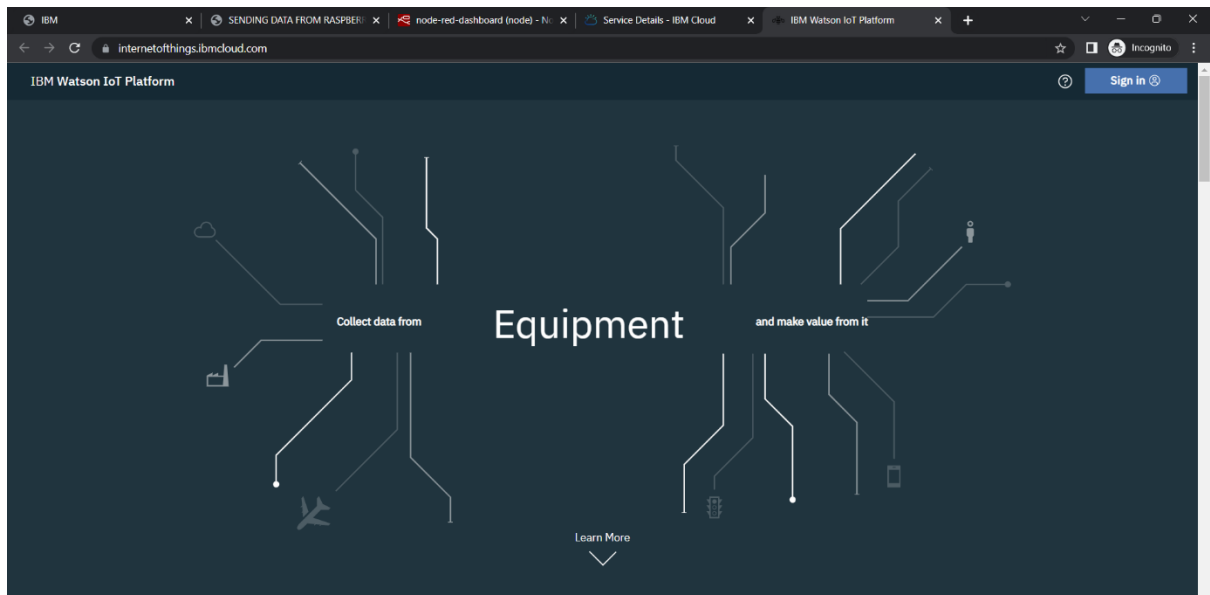 IBM
SENDING DATA FROM RASPBERR
node-red-dashboard (node) - No
Service Details - IBM Cloud
IBM Watson IoT Platform
internetofthings.ibmcloud.com
Incognito
IBM Watson IoT Platform
Sign in
Collect data from
Equipment
and make value from it
Learn More